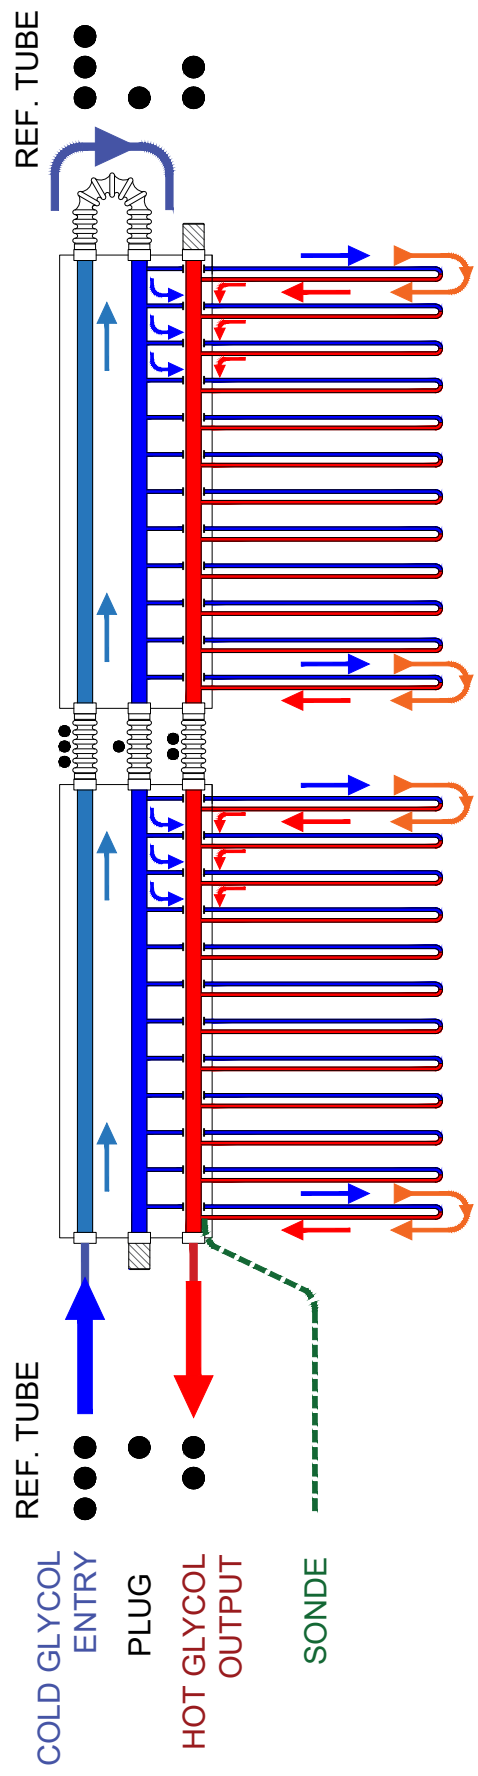 REF. TUBE
REF. TUBE
COLD GLYCOL
ENTRY
PLUG
HOT GLYCOL
OUTPUT
SONDE